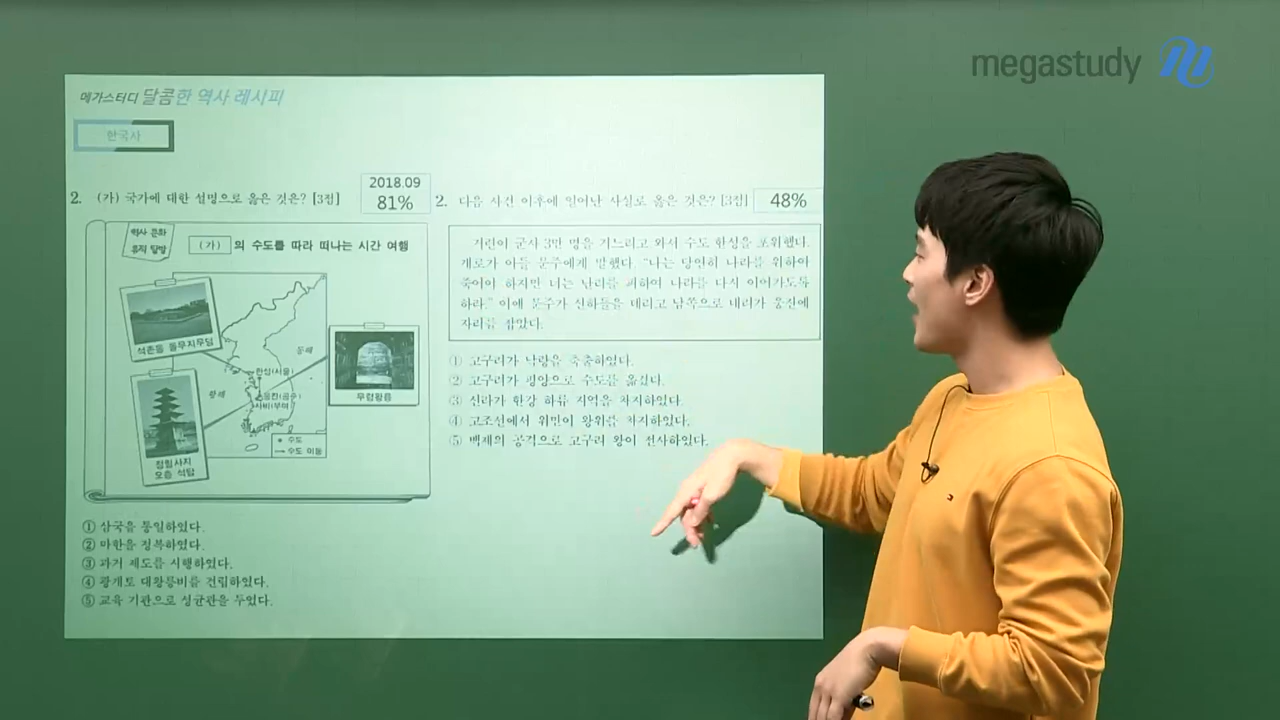 megastudy
메가스터디 달콤한 역사 레시피
한국사
2. (가) 국가에 대한 설명으로 옳은 것은? [3점]
2018.09
81%
역사 문화
유적 탐방
(가) 의 수도를 따라 떠나는 시간 여행
석촌동 돌무지무덤
동해
한성(서울)
황해
웅진(공주)
사비(부여)
무령왕릉
정림사지
오층 석탑
• 수도
→ 수도 이동
① 삼국을 통일하였다.
② 마한을 정복하였다.
③ 과거 제도를 시행하였다.
④ 광개토 대왕릉비를 건립하였다.
⑤ 교육 기관으로 성균관을 두었다.
2. 다음 사건 이후에 일어난 사실로 옳은 것은? [3점]
48%
거련이 군사 3만 명을 거느리고 와서 수도 한성을 포위했다.
개로가 아들 문주에게 말했다. "나는 당연히 나라를 위하여
죽어야 하지만 너는 난리를 피하여 나라를 다시 이어가도록
하라." 이에 문주가 신하들을 데리고 남쪽으로 내려가 웅진에
자리를 잡았다.
① 고구려가 낙랑을 축출하였다.
② 고구려가 평양으로 수도를 옮겼다.
③ 신라가 한강 하류 지역을 차지하였다.
④ 고조선에서 위만이 왕위를 차지하였다.
⑤ 백제의 공격으로 고구려 왕이 전사하였다.